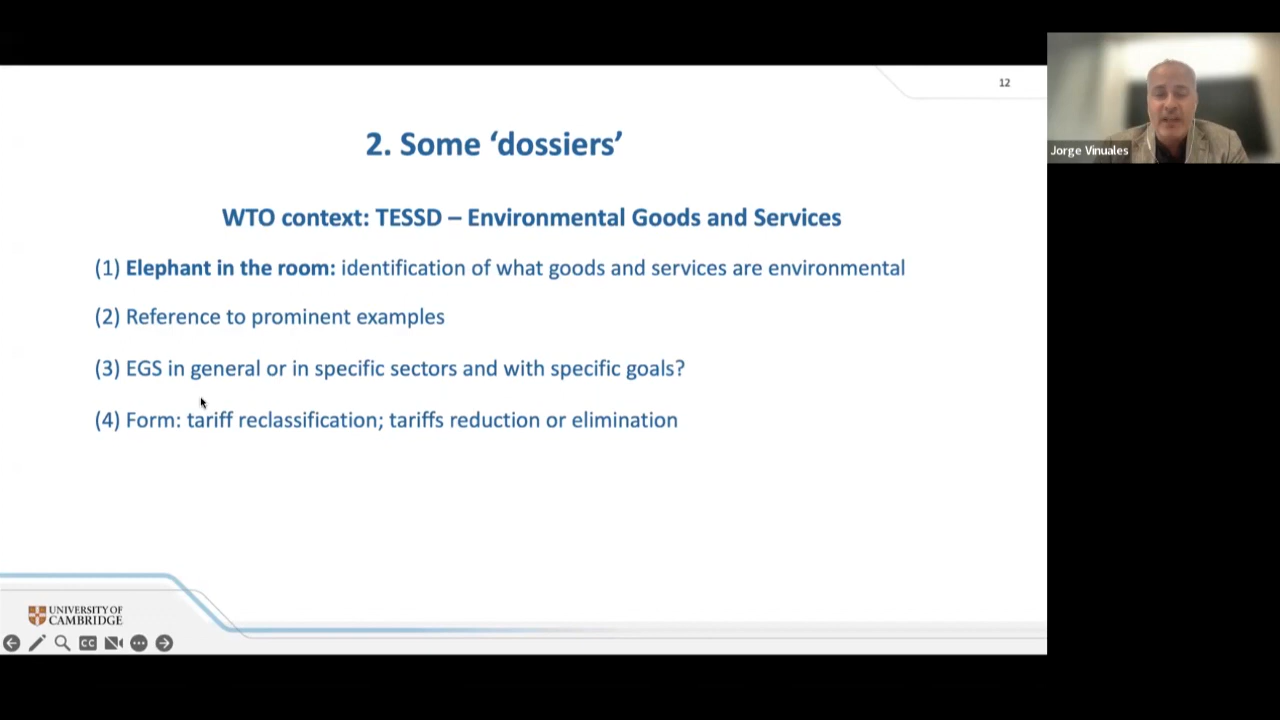 12
Jorge Vinuales
2. Some ‘dossiers’
WTO context: TESSD – Environmental Goods and Services
(1) Elephant in the room: identification of what goods and services are environmental
(2) Reference to prominent examples
(3) EGS in general or in specific sectors and with specific goals?
(4) Form: tariff reclassification; tariffs reduction or elimination
UNIVERSITY OF
CAMBRIDGE
CC